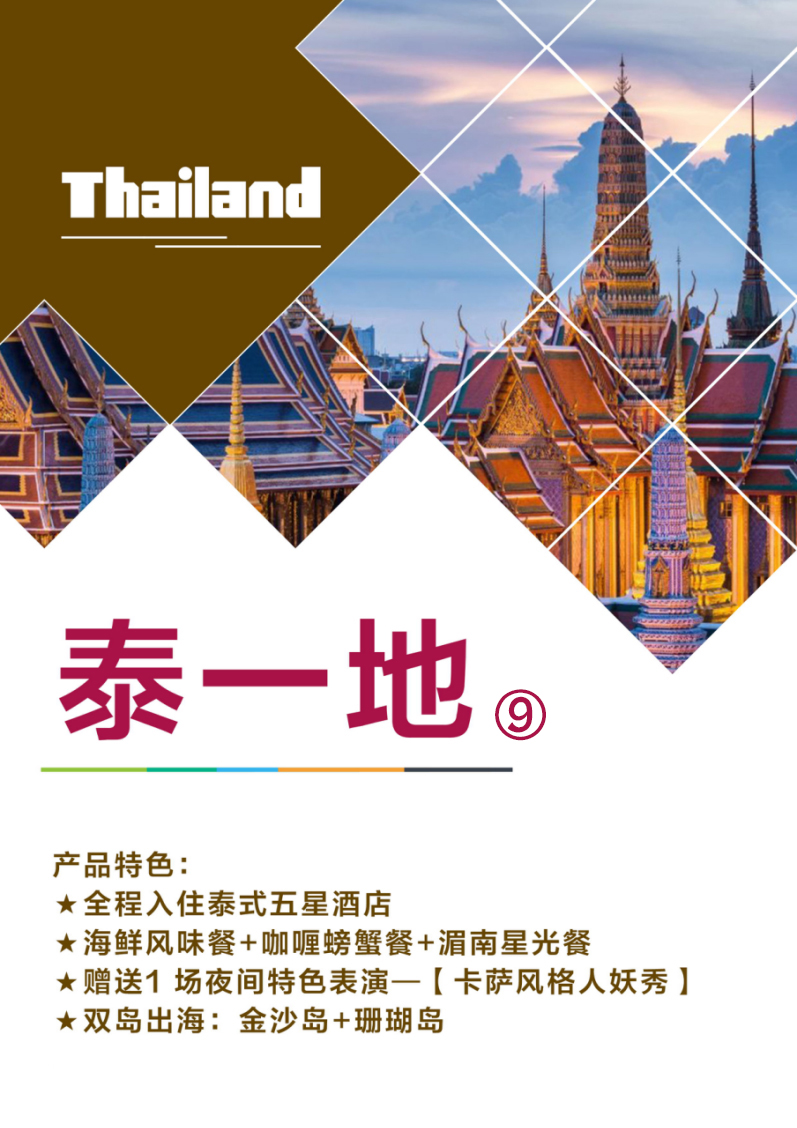 Thailand
泰一地⑨
产品特色：
★全程入住泰式五星酒店
★海鲜风味餐+咖喱螃蟹餐+湄南星光餐
★赠送1 场夜间特色表演—【卡萨风格人妖秀】
★双岛出海：金沙岛+珊瑚岛